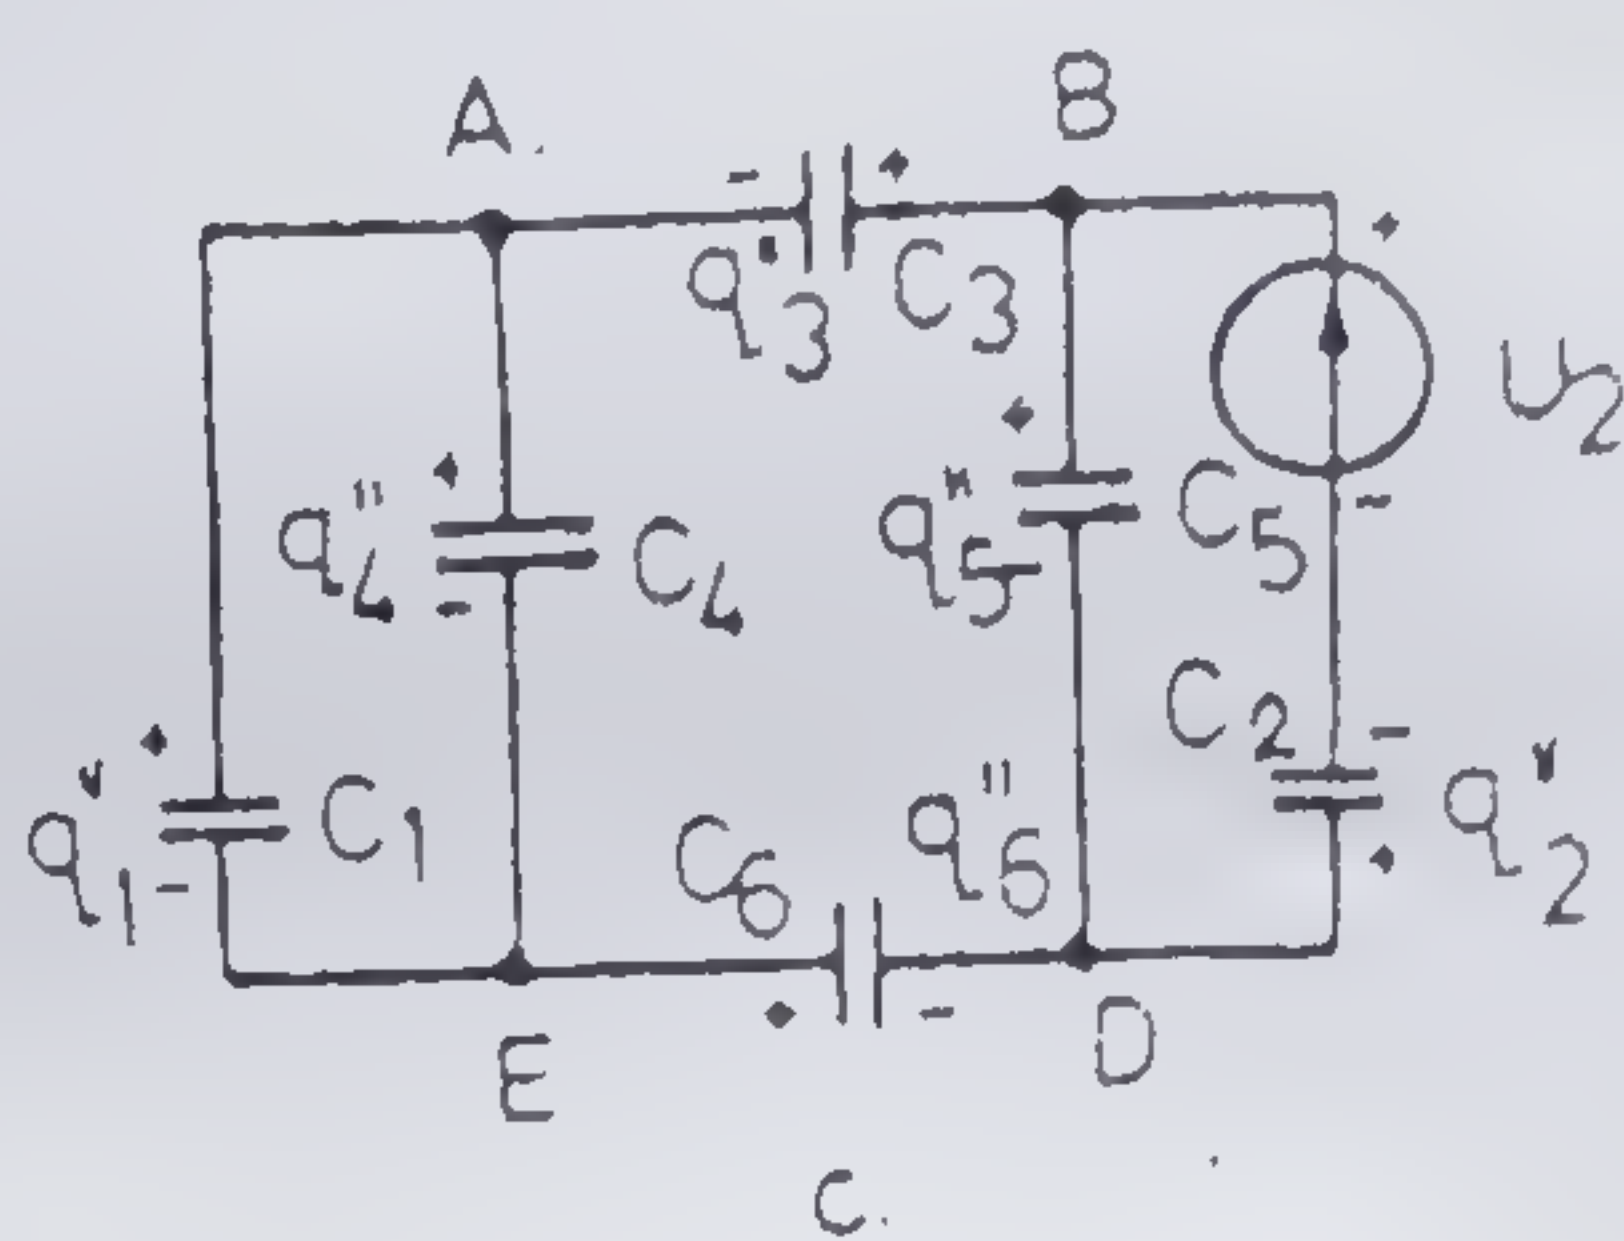 A. B
- +
q'3 C3
+
U2
+ +
q''4 C4 q''5 C5 -
-
C2 -
+
q''1 C1 C6 q''6 q''2
- +
+ -
E D
C.